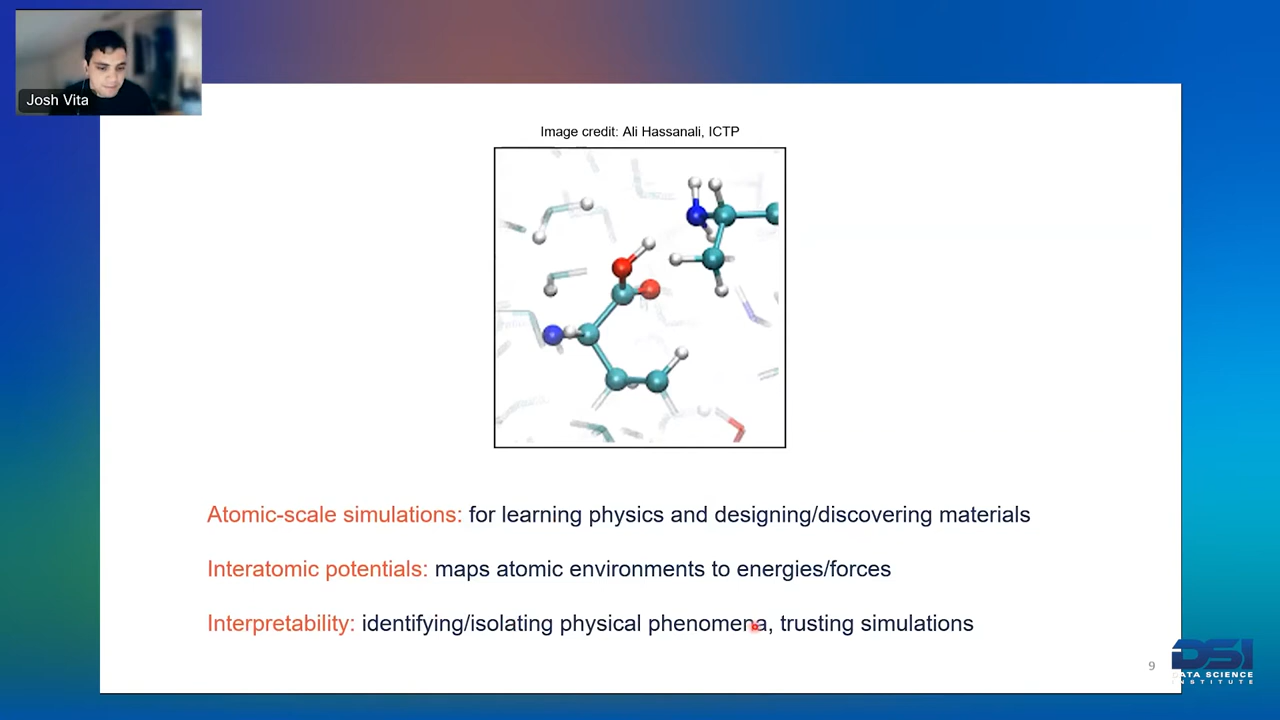 Josh Vita
Image credit: Ali Hassanali, ICTP
Atomic-scale simulations: for learning physics and designing/discovering materials
Interatomic potentials: maps atomic environments to energies/forces
Interpretability: identifying/isolating physical phenomena, trusting simulations
9
DSI
DATA SCIENCE
INSTITUTE